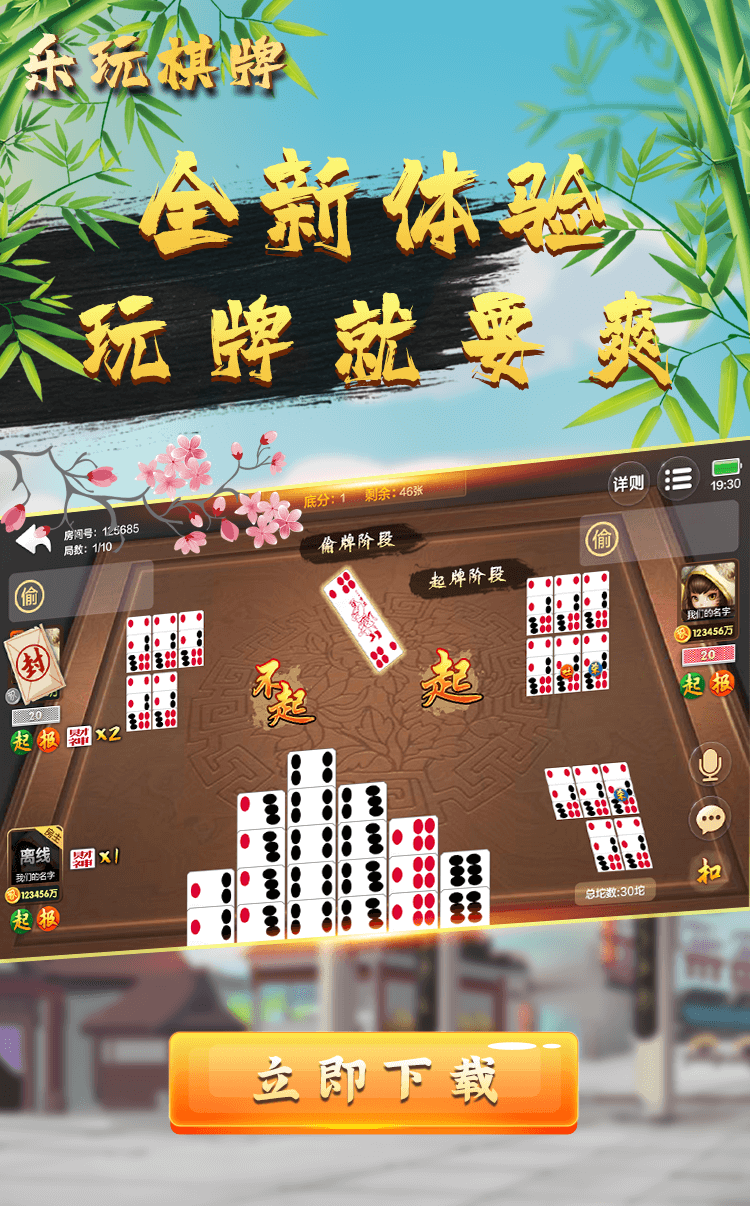 乐玩棋牌
全新体验
玩牌就要爽
底分:1 剩余:46张
详则
19:30
房间号:125685
局数:1/10
偷牌阶段
偷
起牌阶段
偷
我们的名字
123456万
封
20
20
起 报
不起
起
起 报
财神 x2
房主
离线
我们的名字
财神 x1
123456万
扣
总坨数:30坨
起 报
立即下载